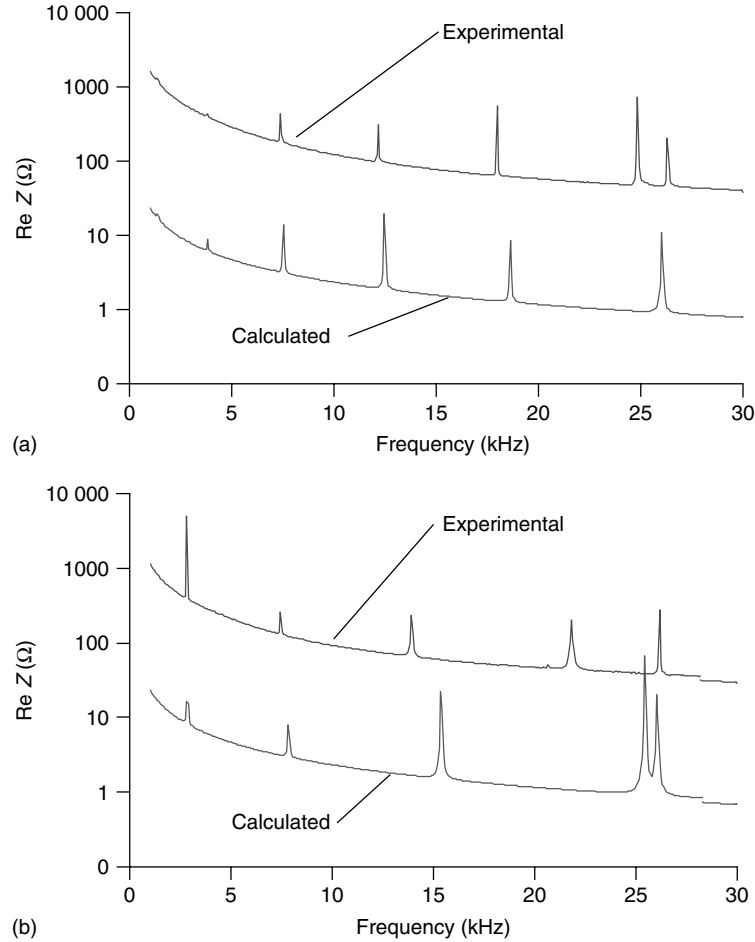 10 000
Experimental
1000
100
Re Z (Ω)
10
1
Calculated
0
0 5 10 15 20 25 30
(a)
Frequency (kHz)
10 000
Experimental
1000
100
Re Z (Ω)
10
1
Calculated
0
0 5 10 15 20 25 30
(b)
Frequency (kHz)